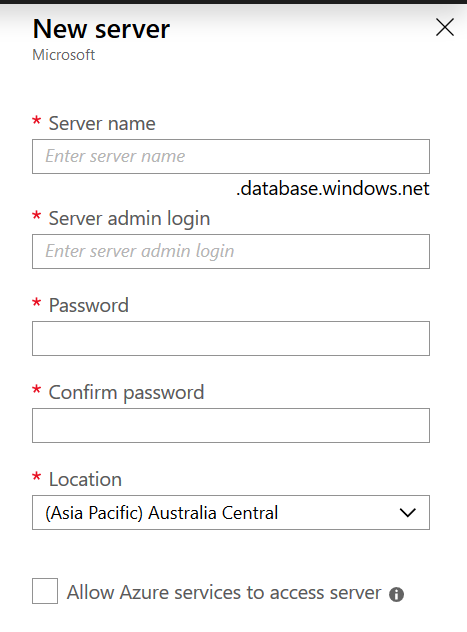 New server
Microsoft
* Server name
Enter server name
.database.windows.net
* Server admin login
Enter server admin login
* Password
* Confirm password
* Location
(Asia Pacific) Australia Central
Allow Azure services to access server